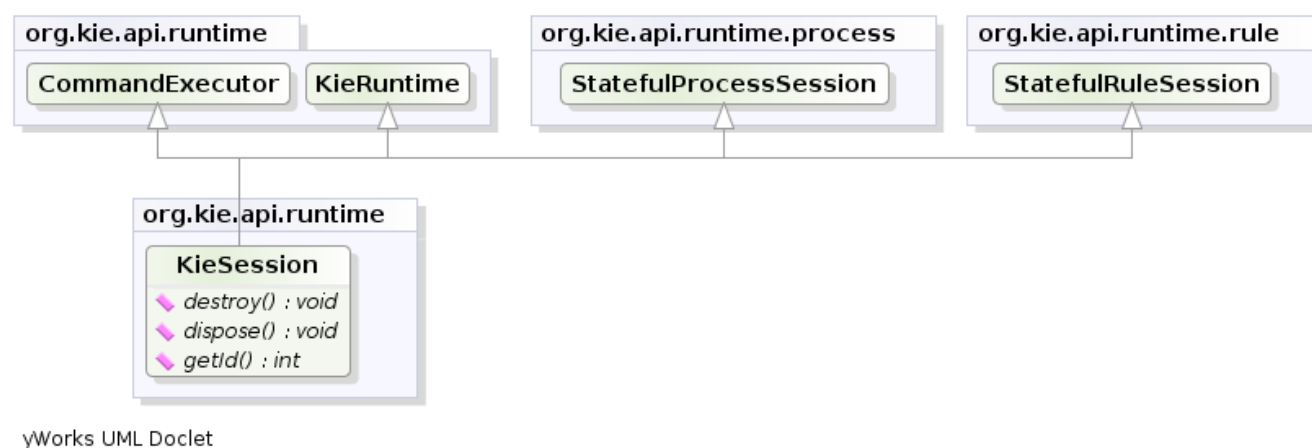 org.kie.api.runtime
CommandExecutor
KieRuntime
org.kie.api.runtime.process
StatefulProcessSession
org.kie.api.runtime.rule
StatefulRuleSession
org.kie.api.runtime
KieSession
destroy() : void
dispose() : void
getId() : int
yWorks UML Doclet